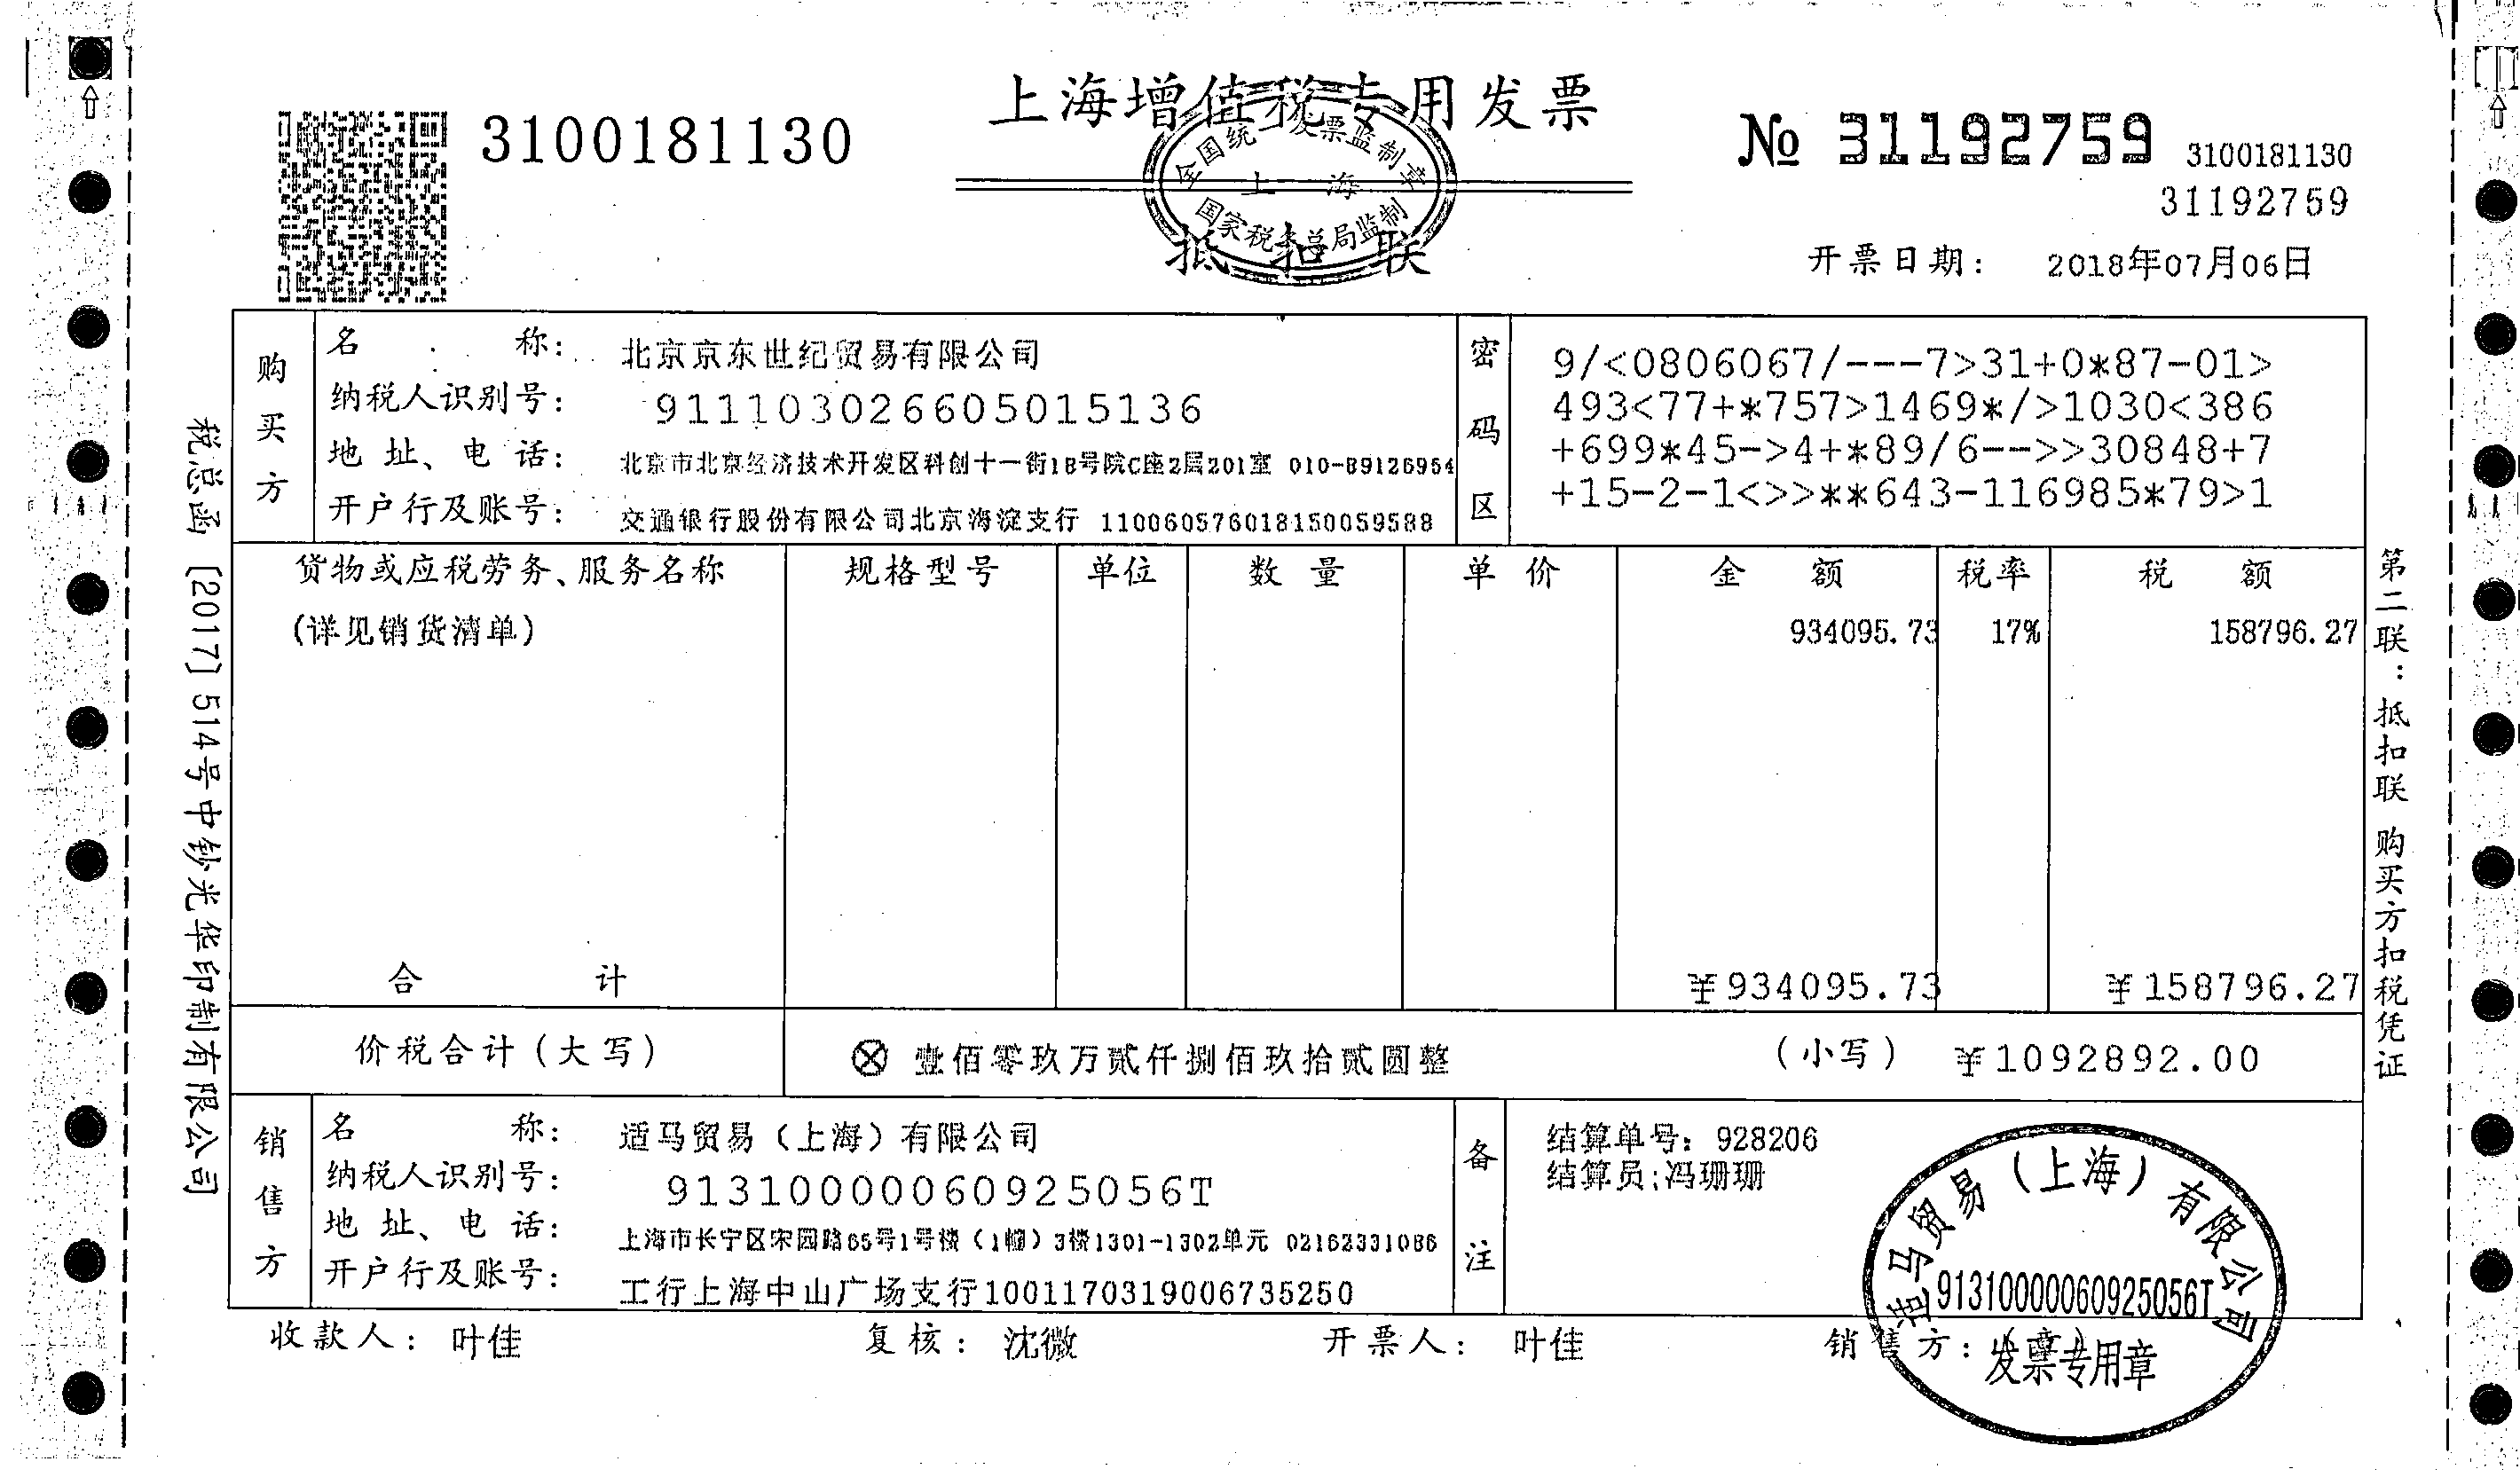 上海增值税专用发票
3100181130
№ 31192759
3100181130
31192759
全国统一发票监制章
上海
国家税务总局监制
抵扣联
开票日期： 2018年07月06日
购买方
名称： 北京京东世纪贸易有限公司
纳税人识别号： 911103026605015136
地址、电话： 北京市北京经济技术开发区科创十一街18号院C座2层201室 010-89126954
开户行及账号： 交通银行股份有限公司北京海淀支行 110060576018150059588
密码区
9/<0806067/---7>31+0*87-01>
493<77+*757>1469*/>1030<386
+699*45->4+*89/6-->>30848+7
+15-2-1<>>**643-116985*79>1
货物或应税劳务、服务名称 规格型号 单位 数量 单价 金额 税率 税额
(详见销货清单) 934095.73 17% 158796.27
合计 ￥934095.73 ￥158796.27
价税合计（大写） ⊗ 壹佰零玖万贰仟捌佰玖拾贰圆整 （小写） ￥1092892.00
销售方
名称： 适马贸易（上海）有限公司
纳税人识别号： 91310000060925056T
地址、电话： 上海市长宁区宋园路65号1号楼（1幢）3楼1301-1302单元 02162331086
开户行及账号： 工行上海中山广场支行1001170319006735250
备注
结算单号：928206
结算员;冯珊珊
收款人： 叶佳 复核： 沈微 开票人： 叶佳 销售方：（章）
适马贸易（上海）有限公司
91310000060925056T
发票专用章
税总函〔2017〕514号中钞光华印制有限公司
第二联：抵扣联 购买方扣税凭证